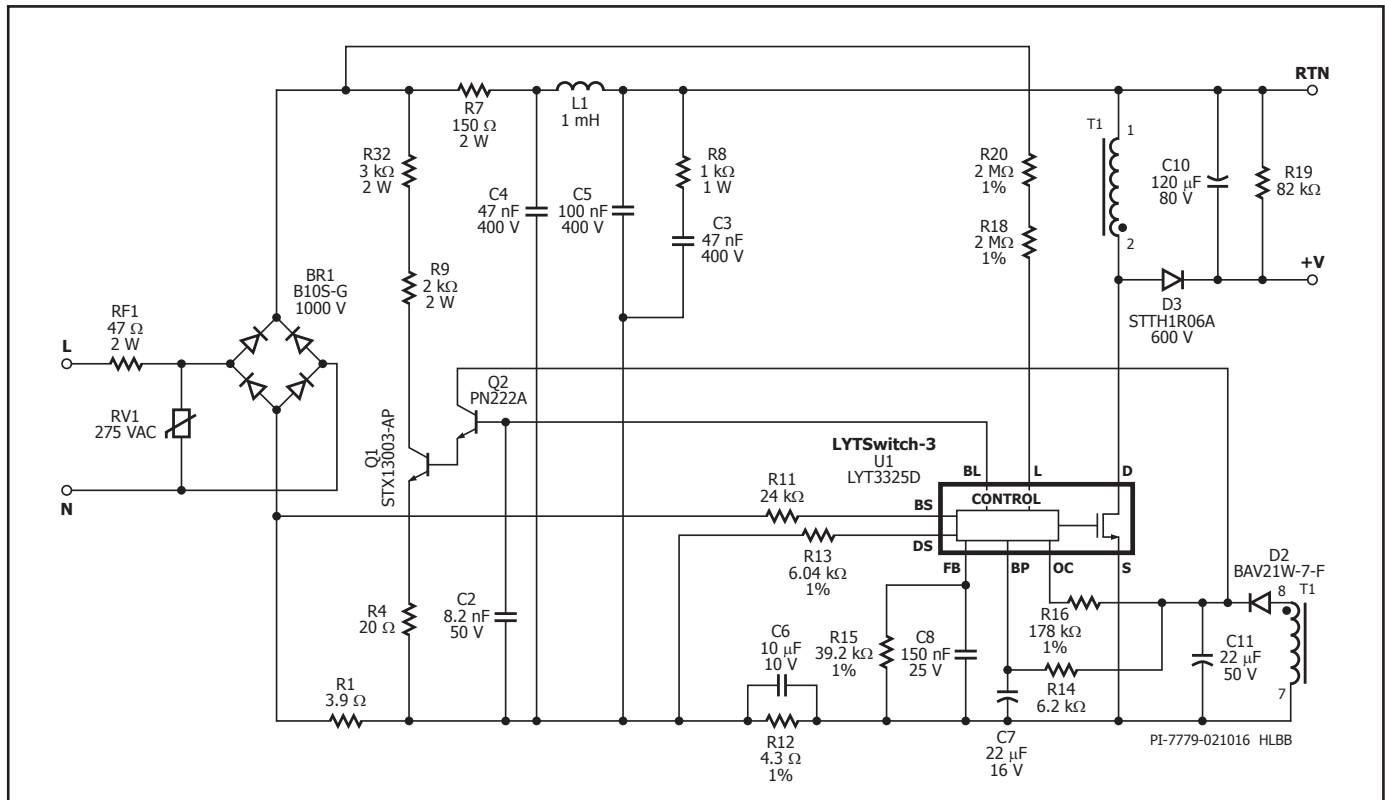 RTN
R7
150 Ω
2 W
L1
1 mH
T1
1
R32
3 kΩ
2 W
R8
1 kΩ
1 W
R20
2 MΩ
1%
C10
120 µF
80 V
R19
82 kΩ
C4
47 nF
400 V
C5
100 nF
400 V
C3
47 nF
400 V
R18
2 MΩ
1%
2
+V
BR1
B10S-G
1000 V
R9
2 kΩ
2 W
D3
STTH1R06A
600 V
RF1
47 Ω
2 W
L
RV1
275 VAC
N
Q2
PN222A
Q1
STX13003-AP
LYTSwitch-3
U1
LYT3325D
BL
L
D
CONTROL
BS
DS
FB
BP
OC
S
R11
24 kΩ
R13
6.04 kΩ
1%
D2
BAV21W-7-F
8
T1
7
R4
20 Ω
C2
8.2 nF
50 V
C6
10 µF
10 V
R15
39.2 kΩ
1%
C8
150 nF
25 V
R16
178 kΩ
1%
R14
6.2 kΩ
C11
22 µF
50 V
R1
3.9 Ω
R12
4.3 Ω
1%
C7
22 µF
16 V
PI-7779-021016 HLBB